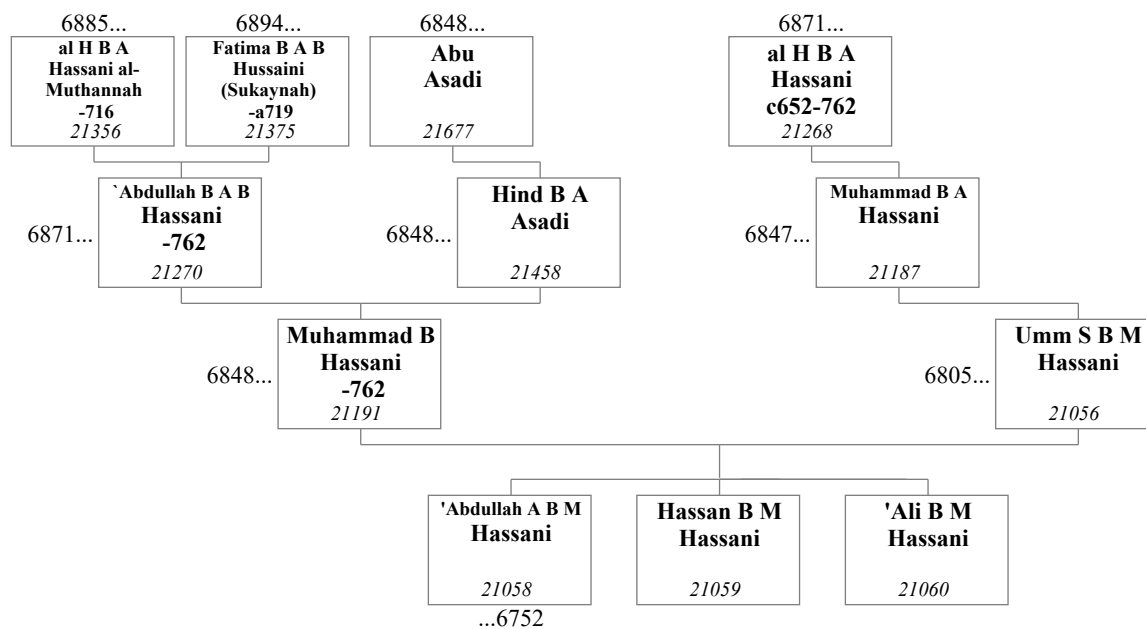 6885...
6894...
6848...
6871...
al H B A
Hassani al-
Muthannah
-716
21356
Fatima B A B
Hussaini
(Sukaynah)
-a719
21375
Abu
Asadi
21677
al H B A
Hassani
c652-762
21268
6871...
`Abdullah B A B
Hassani
-762
21270
6848...
Hind B A
Asadi
21458
6847...
Muhammad B A
Hassani
21187
6848...
Muhammad B
Hassani
-762
21191
6805...
Umm S B M
Hassani
21056
'Abdullah A B M
Hassani
21058
Hassan B M
Hassani
21059
'Ali B M
Hassani
21060
...6752